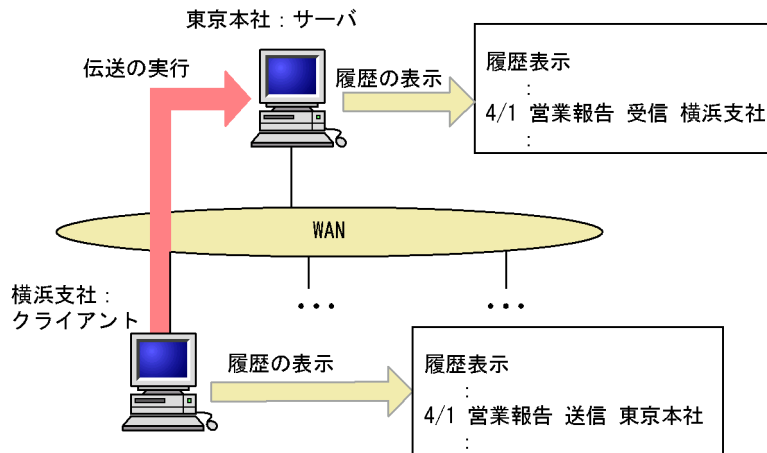 東京本社：サーバ
伝送の実行
履歴の表示
履歴表示
：
4/1 営業報告 受信 横浜支社
：
WAN
横浜支社：
クライアント
・・・
・・・
履歴の表示
履歴表示
：
4/1 営業報告 送信 東京本社
：